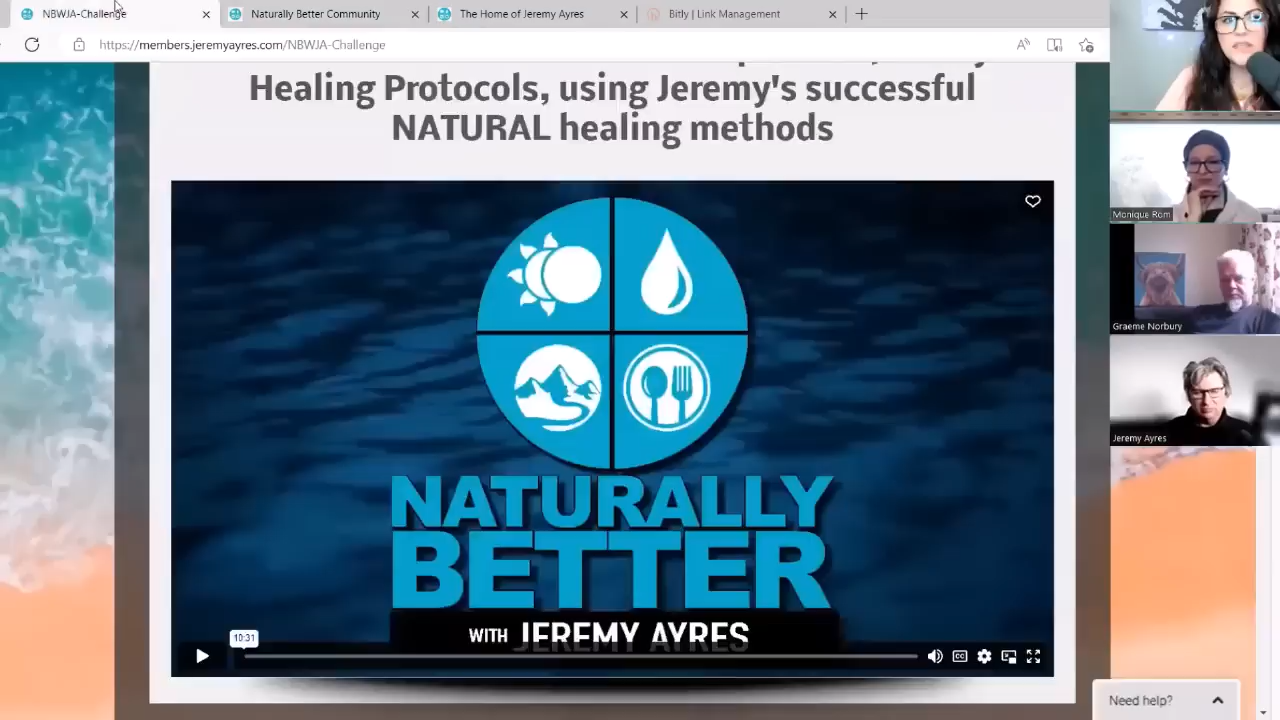 NBWJA-Challenge
Naturally Better Community
The Home of Jeremy Ayres
Bitly | Link Management
https://members.jeremyayres.com/NBWJA-Challenge
Healing Protocols, using Jeremy's successful
NATURAL healing methods
NATURALLY
BETTER
WITH JEREMY AYRES
10:31
CC
Monique Rom
Graeme Norbury
Jeremy Ayres
Need help?